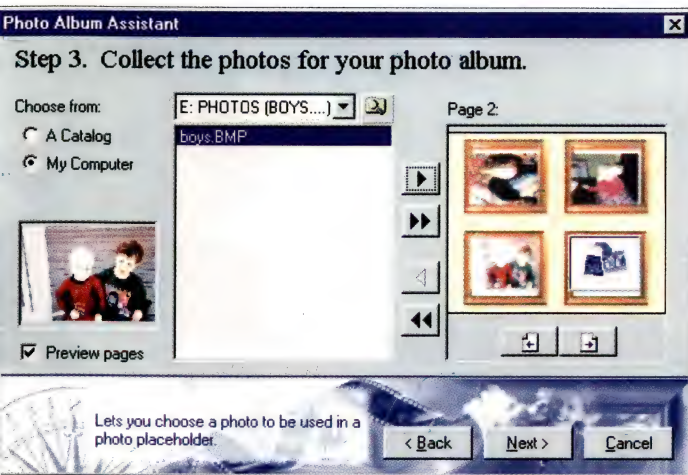 Photo Album Assistant
Step 3. Collect the photos for your photo album.
Choose from:
A Catalog
My Computer
E: PHOTOS (BOYS....)
boys.BMP
Page 2:
Preview pages
Lets you choose a photo to be used in a
photo placeholder.
< Back
Next >
Cancel